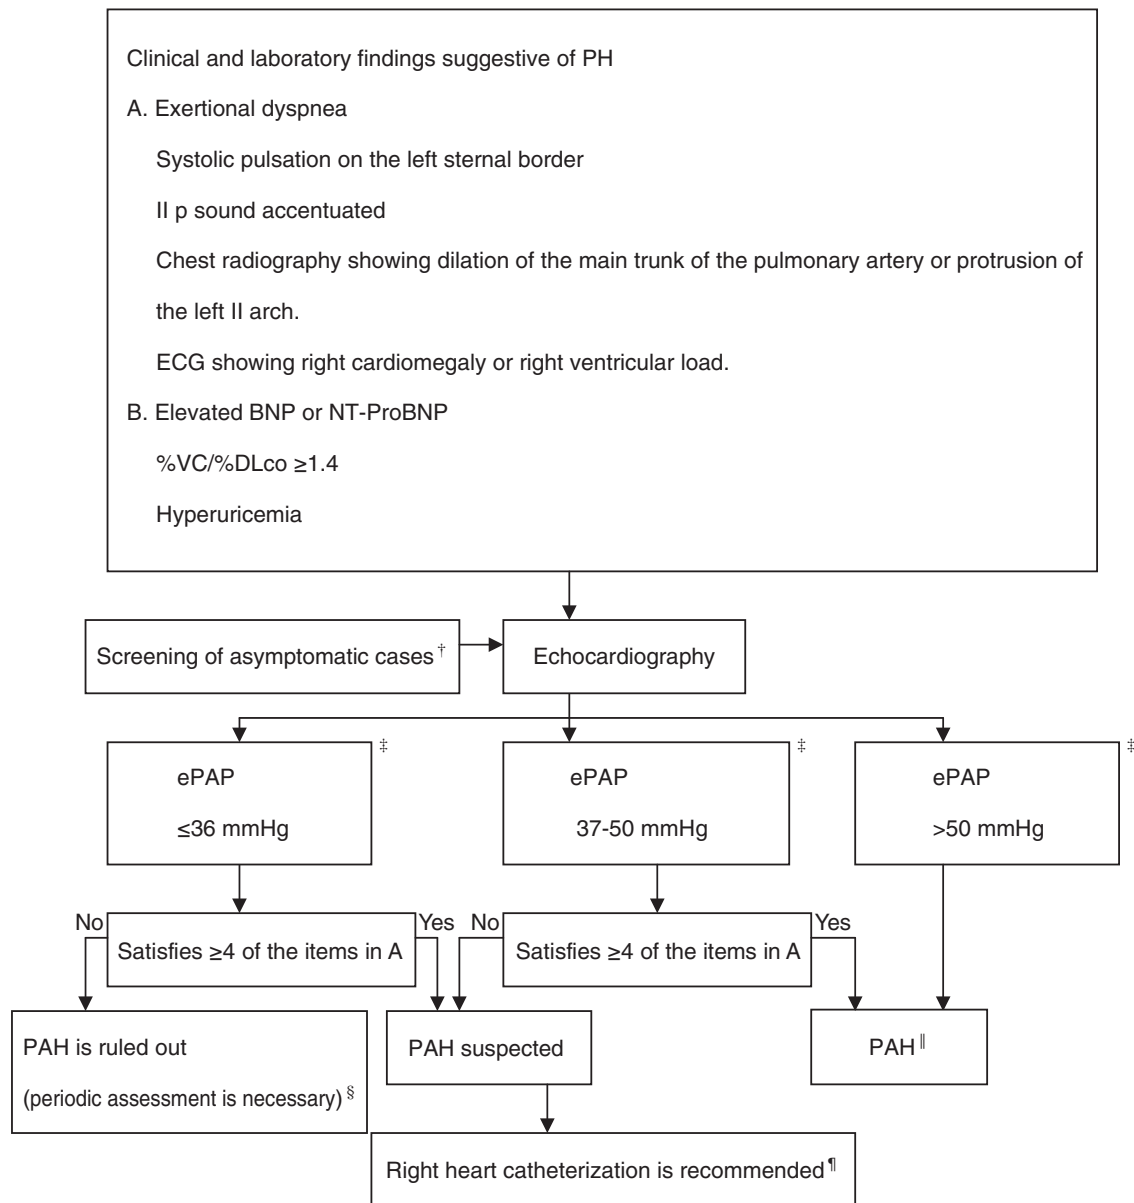 Clinical and laboratory findings suggestive of PH
A. Exertional dyspnea
Systolic pulsation on the left sternal border
II p sound accentuated
Chest radiography showing dilation of the main trunk of the pulmonary artery or protrusion of
the left II arch.
ECG showing right cardiomegaly or right ventricular load.
B. Elevated BNP or NT-ProBNP
%VC/%DLco ≥1.4
Hyperuricemia
Screening of asymptomatic cases†
Echocardiography
ePAP ‡
≤36 mmHg
ePAP ‡
37-50 mmHg
ePAP ‡
>50 mmHg
No
Satisfies ≥4 of the items in A
Yes
No
Satisfies ≥4 of the items in A
Yes
PAH is ruled out
(periodic assessment is necessary)§
PAH suspected
PAH‖
Right heart catheterization is recommended¶